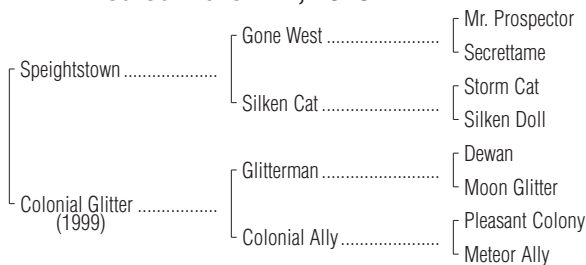 Mr. Prospector
Gone West
Secrettame
Speightstown
Storm Cat
Silken Cat
Silken Doll
Dewan
Glitterman
Moon Glitter
Colonial Glitter
(1999)
Pleasant Colony
Colonial Ally
Meteor Ally